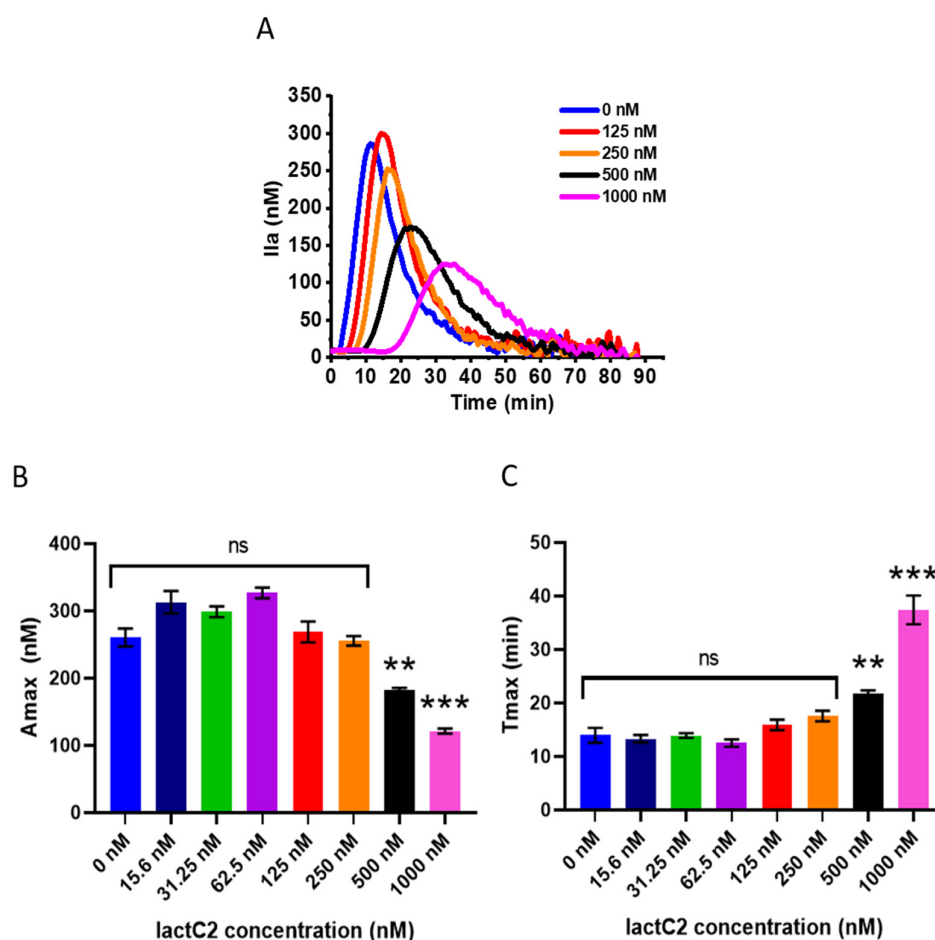 A
350
300
250
200
150
100
50
0
IIa (nM)
0 10 20 30 40 50 60 70 80 90
Time (min)
0 nM
125 nM
250 nM
500 nM
1000 nM
B
400
300
200
100
0
Amax (nM)
ns
**
***
0 nM
15.6 nM
31.25 nM
62.5 nM
125 nM
250 nM
500 nM
1000 nM
lactC2 concentration (nM)
C
50
40
30
20
10
0
Tmax (min)
ns
**
***
0 nM
15.6 nM
31.25 nM
62.5 nM
125 nM
250 nM
500 nM
1000 nM
lactC2 concentration (nM)